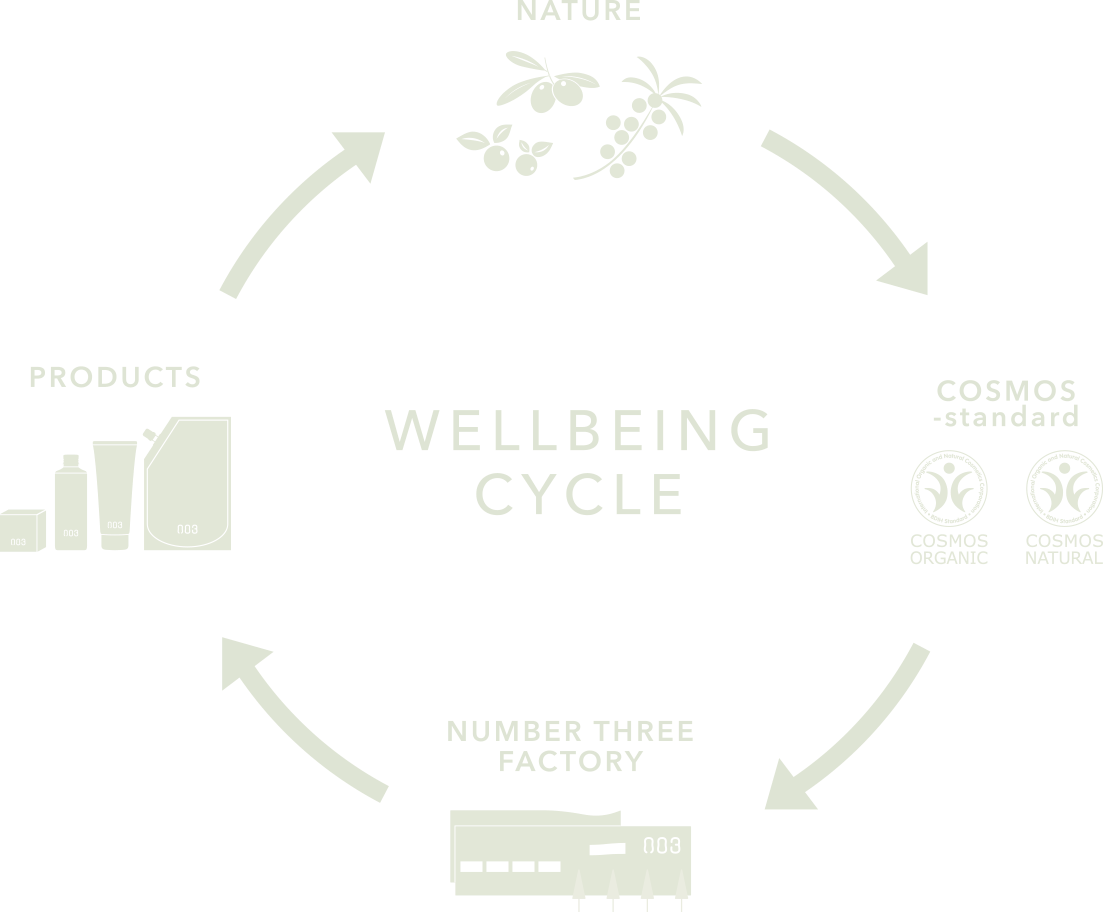 NATURE
PRODUCTS
COSMOS
-standard
WELLBEING
CYCLE
003
003
003
003
COSMOS
ORGANIC
COSMOS
NATURAL
NUMBER THREE
FACTORY
003